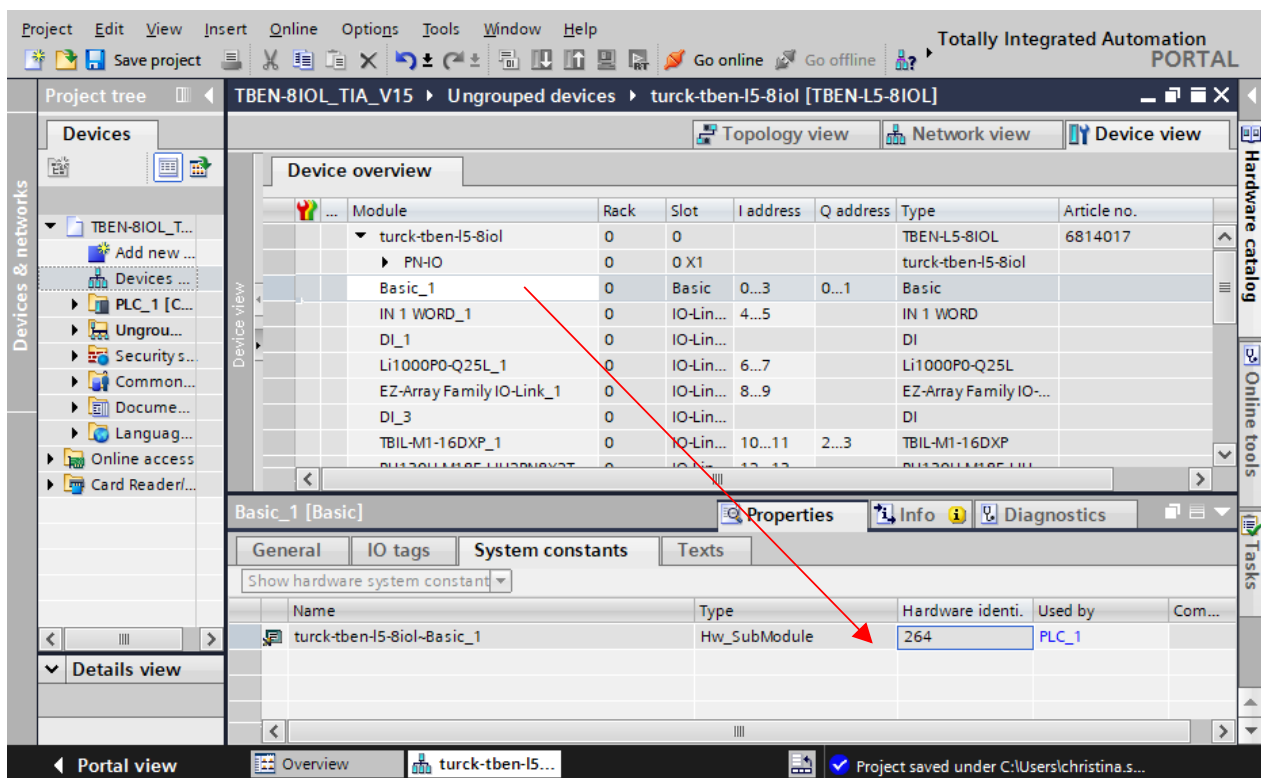 Project Edit View Insert Online Options Tools Window Help
Totally Integrated Automation
PORTAL
Save project Go online Go offline
Project tree
TBEN-8IOL_TIA_V15 Ungrouped devices turck-tben-l5-8iol [TBEN-L5-8IOL]
Devices
Topology view Network view Device view
Device overview
... Module Rack Slot I address Q address Type Article no.
turck-tben-l5-8iol 0 0 TBEN-L5-8IOL 6814017
PN-IO 0 0 X1 turck-tben-l5-8iol
Basic_1 0 Basic 0...3 0...1 Basic
IN 1 WORD_1 0 IO-Lin... 4...5 IN 1 WORD
DI_1 0 IO-Lin... DI
Li1000P0-Q25L_1 0 IO-Lin... 6...7 Li1000P0-Q25L
EZ-Array Family IO-Link_1 0 IO-Lin... 8...9 EZ-Array Family IO-...
DI_3 0 IO-Lin... DI
TBIL-M1-16DXP_1 0 IO-Lin... 10...11 2...3 TBIL-M1-16DXP
TBEN-8IOL_T...
Add new ...
Devices ...
PLC_1 [C...
Ungrou...
Security s...
Common...
Docume...
Languag...
Online access
Card Reader/...
Details view
Devices & networks
Device view
Basic_1 [Basic]
Properties Info Diagnostics
General IO tags System constants Texts
Show hardware system constant
Name Type Hardware identi. Used by Com...
turck-tben-l5-8iol~Basic_1 Hw_SubModule 264 PLC_1
Hardware catalog
Online tools
Tasks
Portal view Overview turck-tben-l5... Project saved under C:\Users\christina.s...